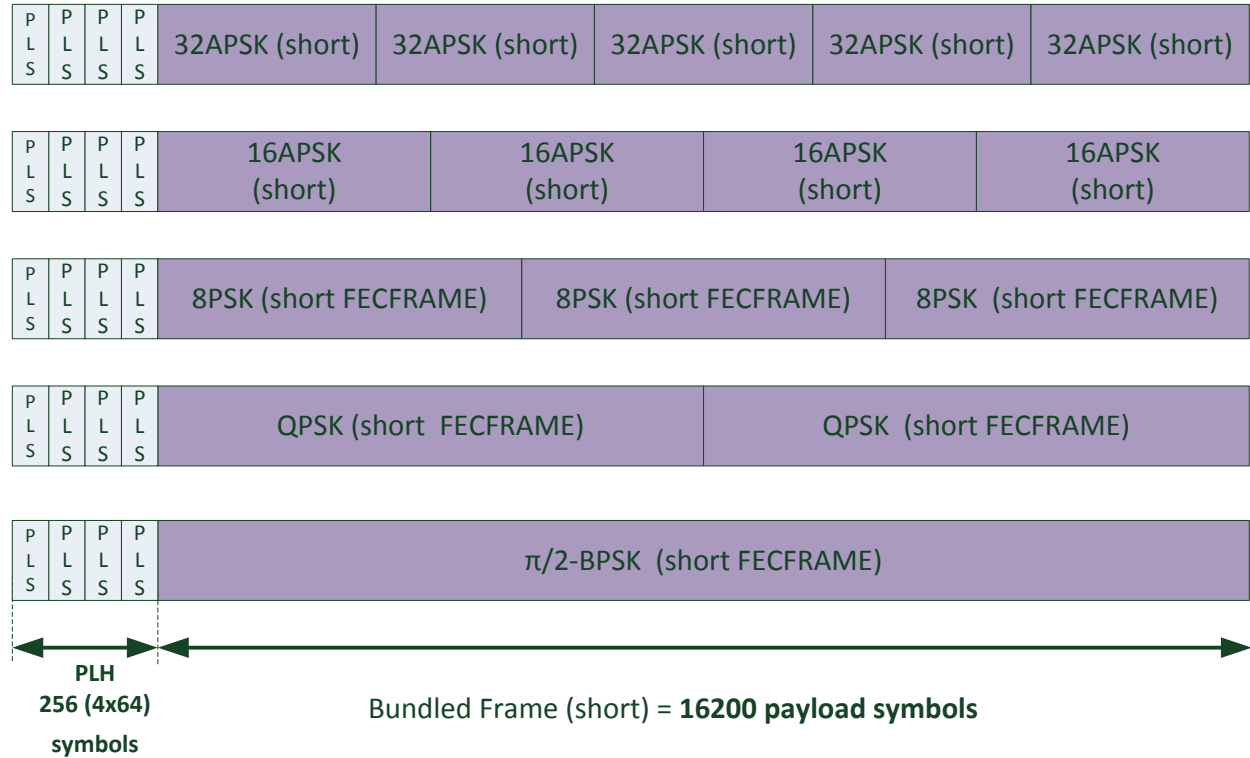 P L S P L S P L S P L S 32APSK (short) 32APSK (short) 32APSK (short) 32APSK (short) 32APSK (short)
P L S P L S P L S P L S 16APSK (short) 16APSK (short) 16APSK (short) 16APSK (short)
P L S P L S P L S P L S 8PSK (short FECFRAME) 8PSK (short FECFRAME) 8PSK (short FECFRAME)
P L S P L S P L S P L S QPSK (short FECFRAME) QPSK (short FECFRAME)
P L S P L S P L S P L S π/2-BPSK (short FECFRAME)
PLH
256 (4x64)
symbols
Bundled Frame (short) = 16200 payload symbols